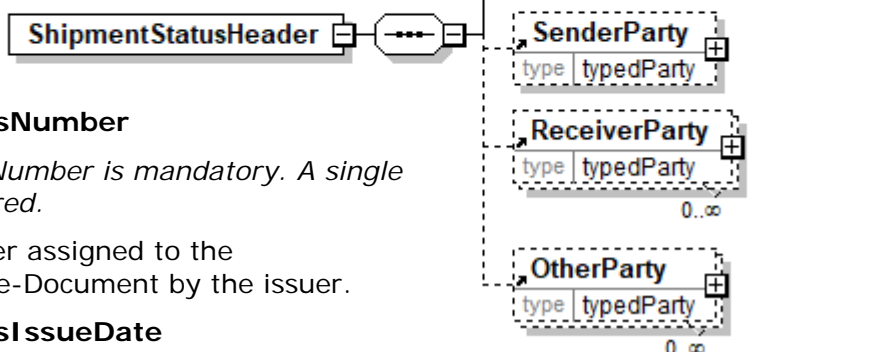 ShipmentStatusHeader
SenderParty
type typedParty
sNumber
ReceiverParty
type typedParty
Number is mandatory. A single
red.
0..∞
er assigned to the
e-Document by the issuer.
OtherParty
type typedParty
sIssueDate
0..∞